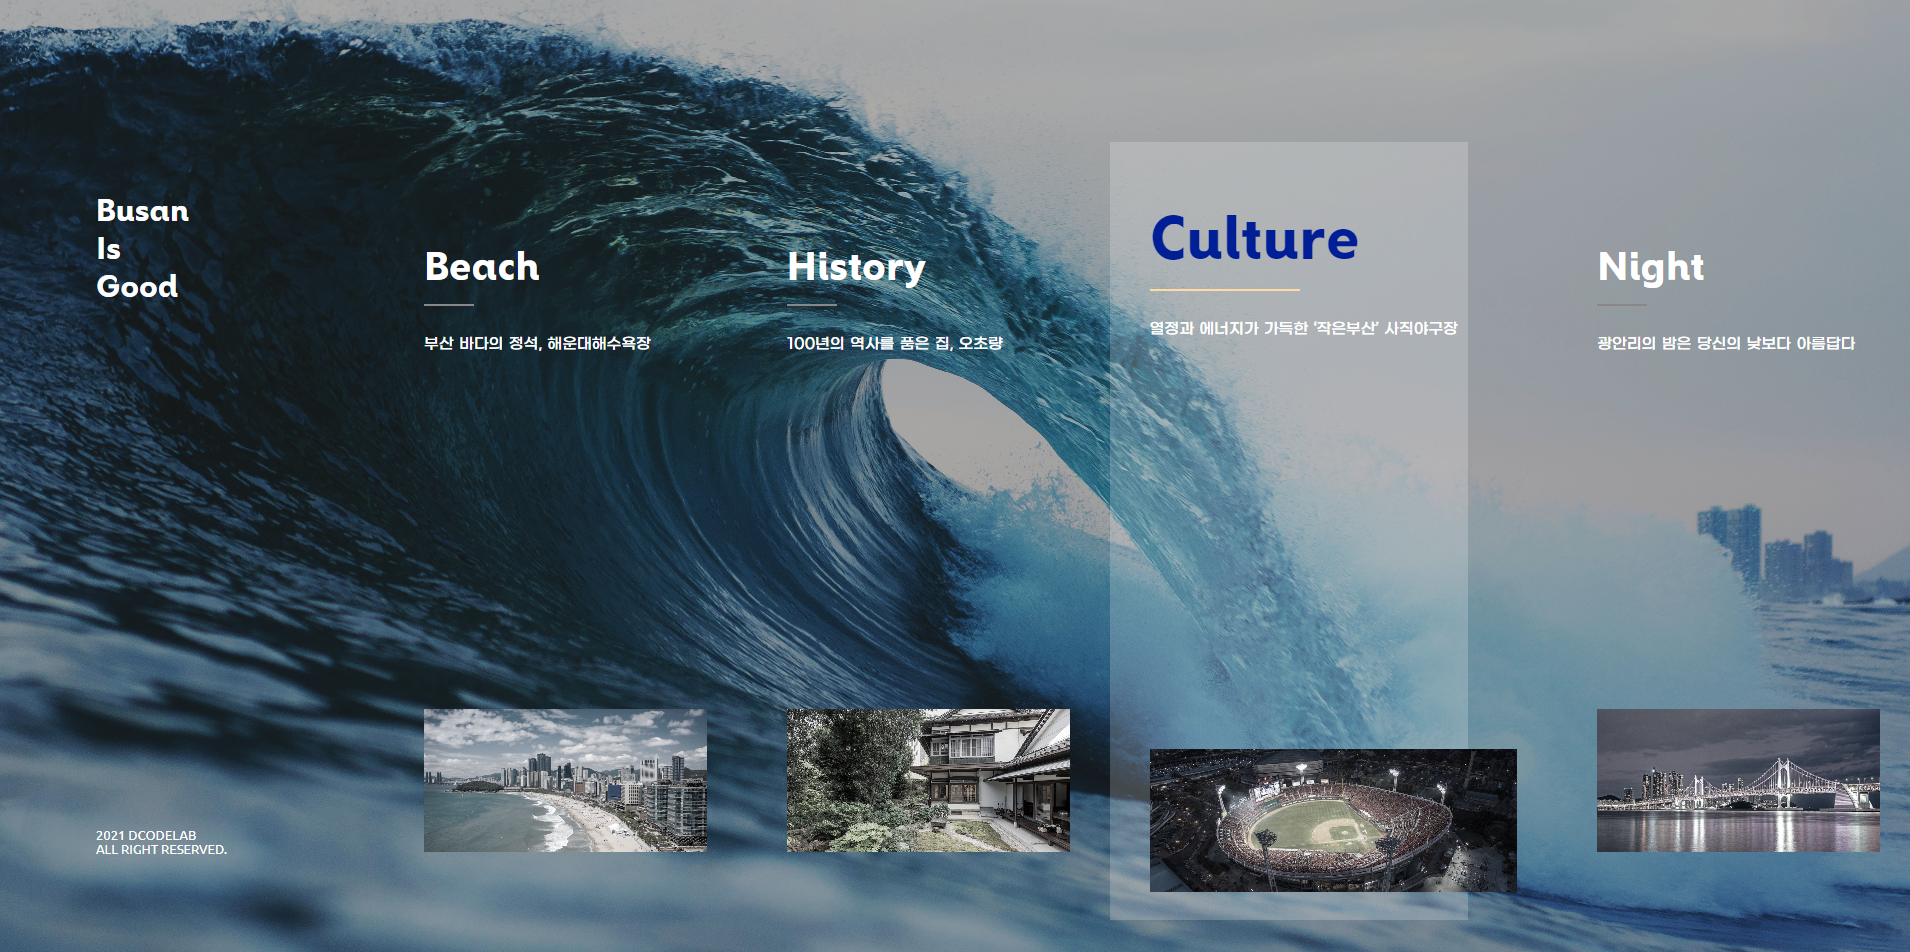 Busan
Is
Good
2021 DCODELAB
ALL RIGHT RESERVED.
Beach
부산 바다의 정석, 해운대해수욕장
History
100년의 역사를 품은 집, 오초량
Culture
열정과 에너지가 가득한 '작은부산' 사직야구장
Night
광안리의 밤은 당신의 낮보다 아름답다